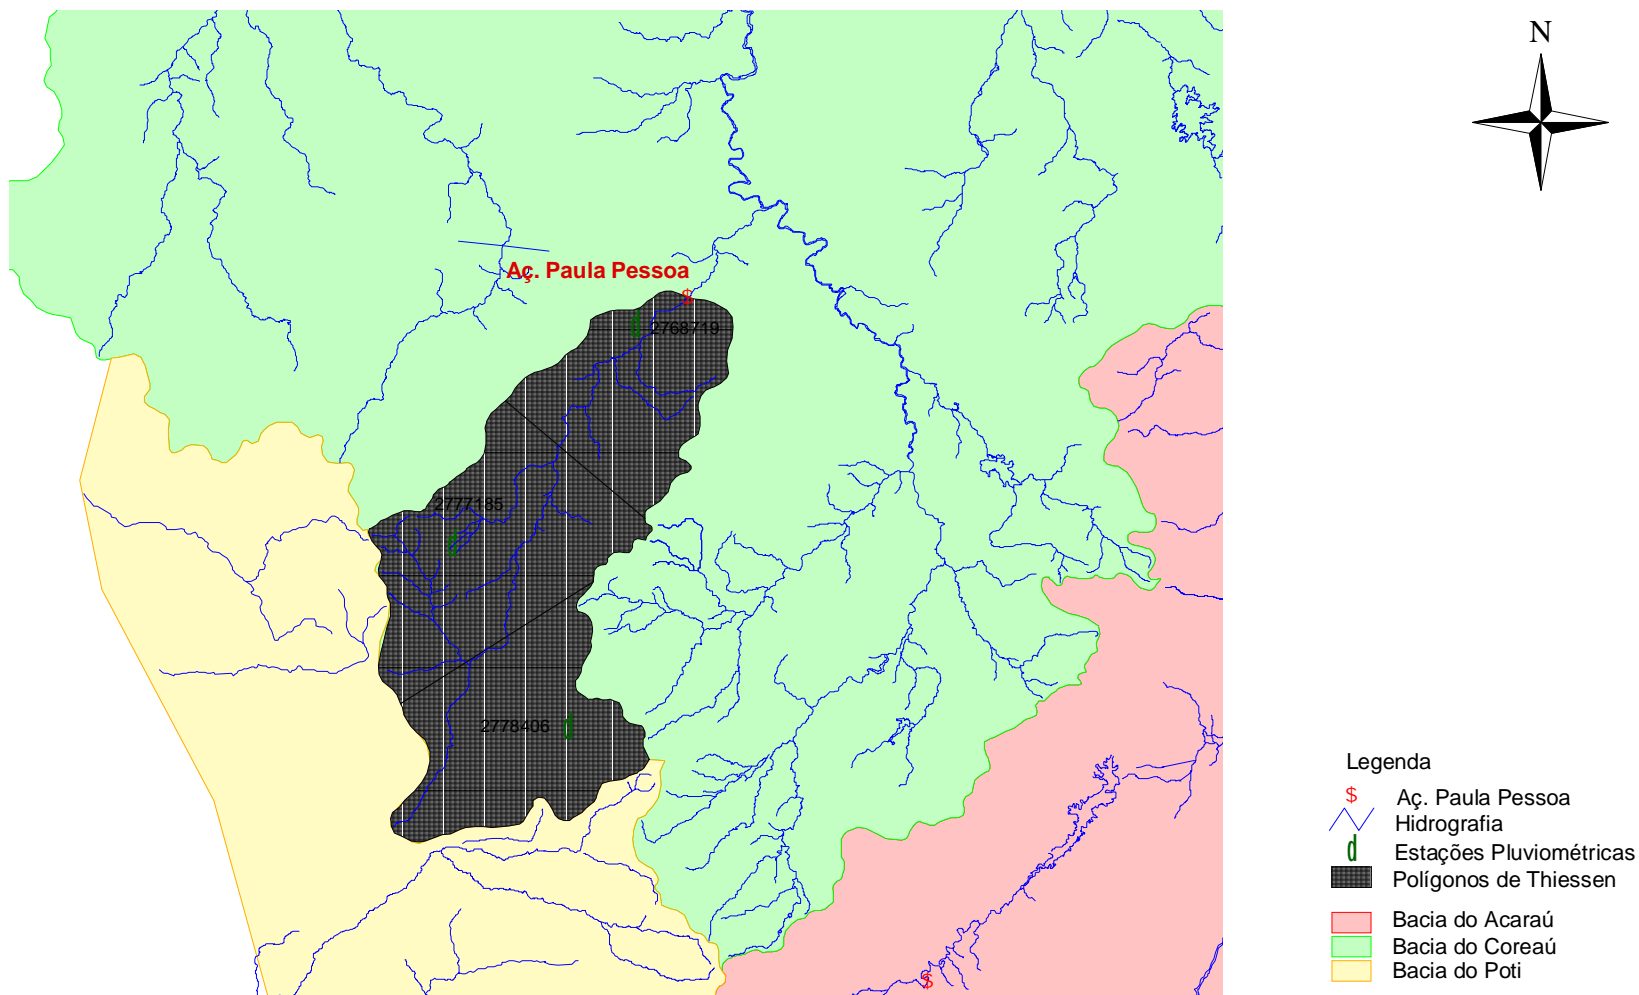 N
Aç. Paula Pessoa
$
d 2768719
2777185
d
2778406 d
Legenda
$ Aç. Paula Pessoa
Hidrografia
d Estações Pluviométricas
Polígonos de Thiessen
Bacia do Acaraú
Bacia do Coreaú
Bacia do Poti
$